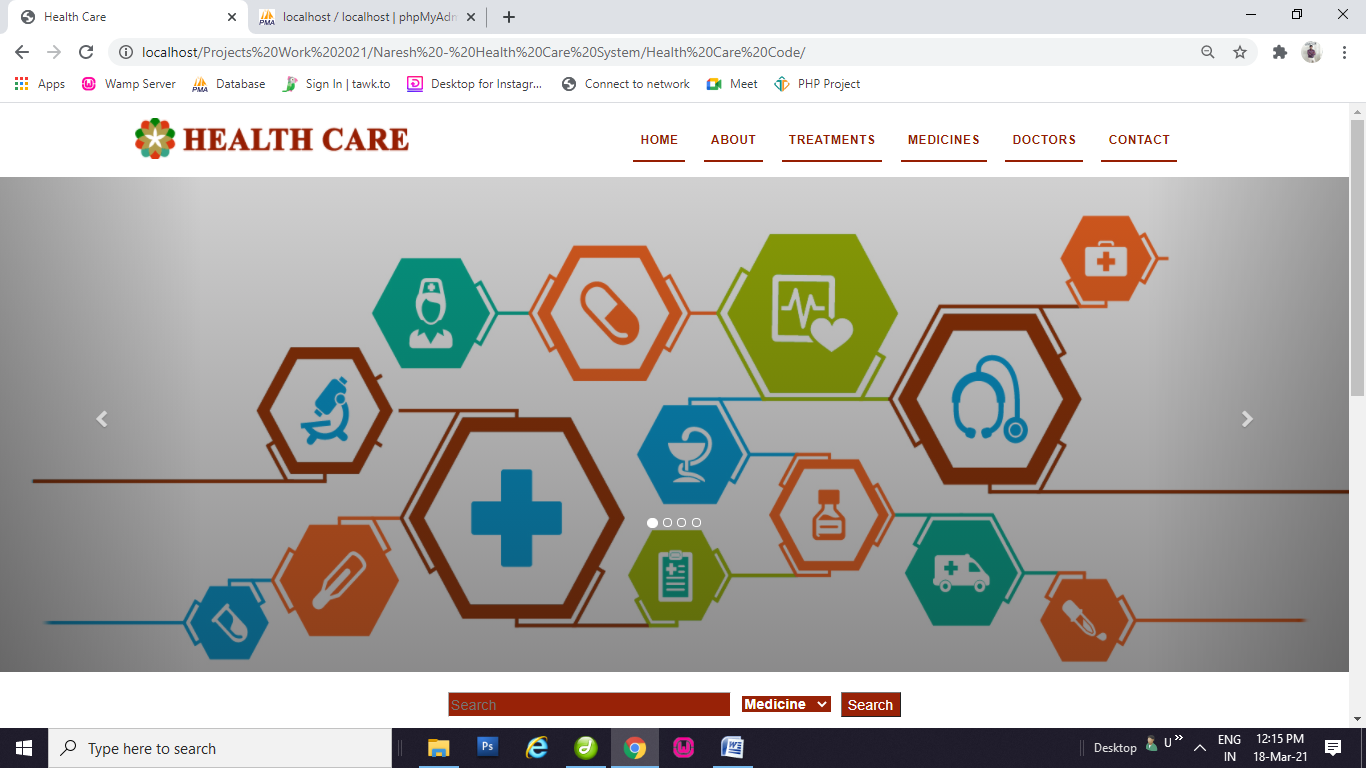 Health Care
localhost / localhost | phpMyAdn
localhost/Projects%20Work%202021/Naresh%20-%20Health%20Care%20System/Health%20Care%20Code/
Apps Wamp Server Database Sign In | tawk.to Desktop for Instagr... Connect to network Meet PHP Project
HEALTH CARE HOME ABOUT TREATMENTS MEDICINES DOCTORS CONTACT
Search Medicine Search
Type here to search
Desktop U
ENG
IN
12:15 PM
18-Mar-21